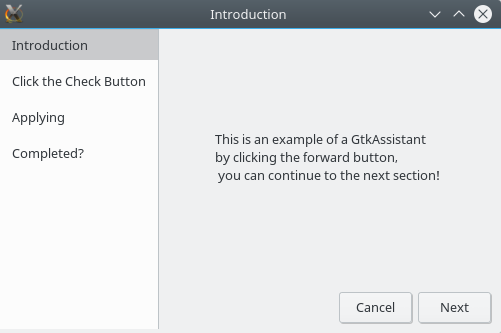 Introduction
Introduction
Click the Check Button
Applying
Completed?
This is an example of a GtkAssistant
by clicking the forward button,
you can continue to the next section!
Cancel
Next